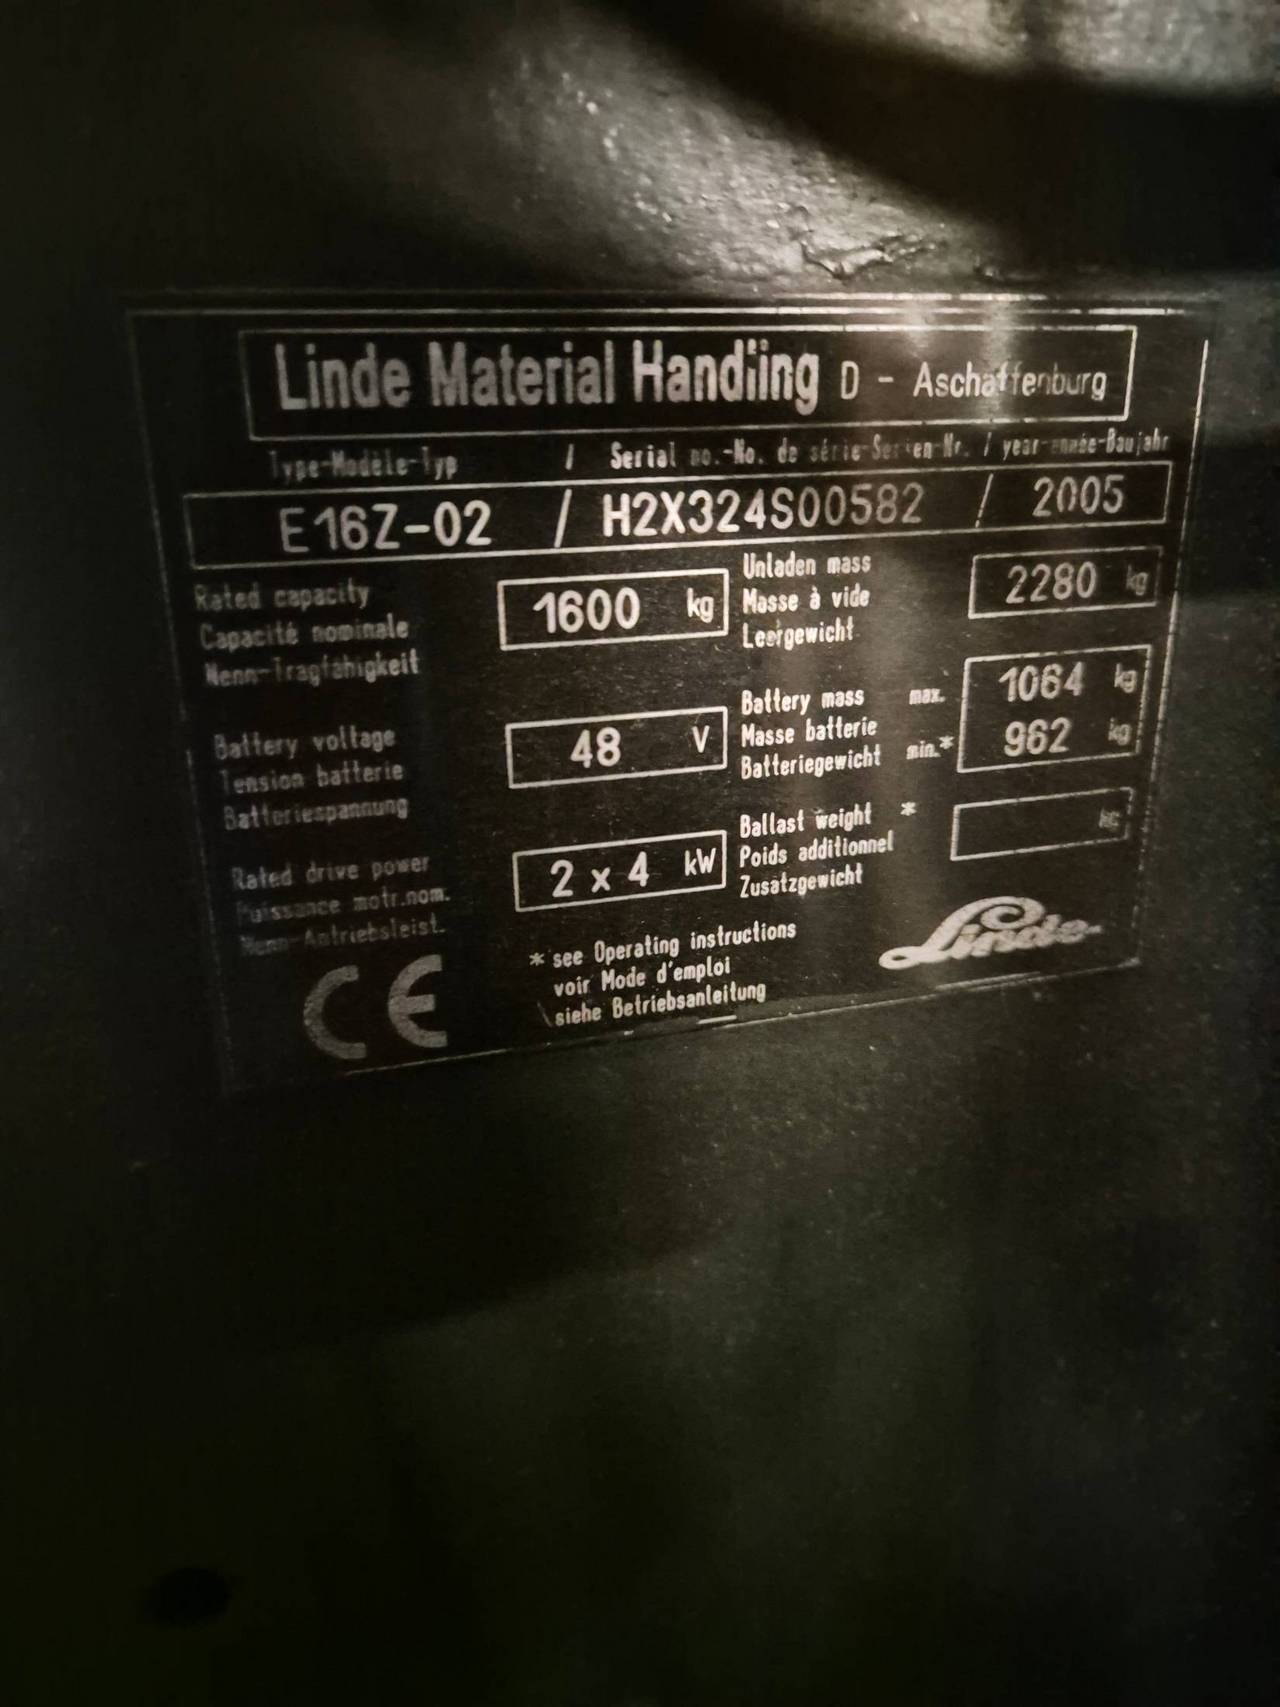 Linde Material Handling D - Aschaffenburg
Type-Modèle-Typ / Serial no.-No. de série-Serien-Nr. / year-année-Baujahr
E16Z-02 / H2X324S00582 / 2005
Rated capacity
Capacité nominale
Nenn-Tragfähigkeit
1600 kg
Unladen mass
Masse à vide
Leergewicht
2280 kg
Battery voltage
Tension batterie
Batteriespannung
48 V
Battery mass max.
Masse batterie
Batteriegewicht min.*
1064 kg
962 kg
Rated drive power
Puissance motr.nom.
Nenn-Antriebsleist.
2 x 4 kW
Ballast weight *
Poids additionnel
Zusatzgewicht
kg
CE
* see Operating instructions
voir Mode d'emploi
siehe Betriebsanleitung
Linde